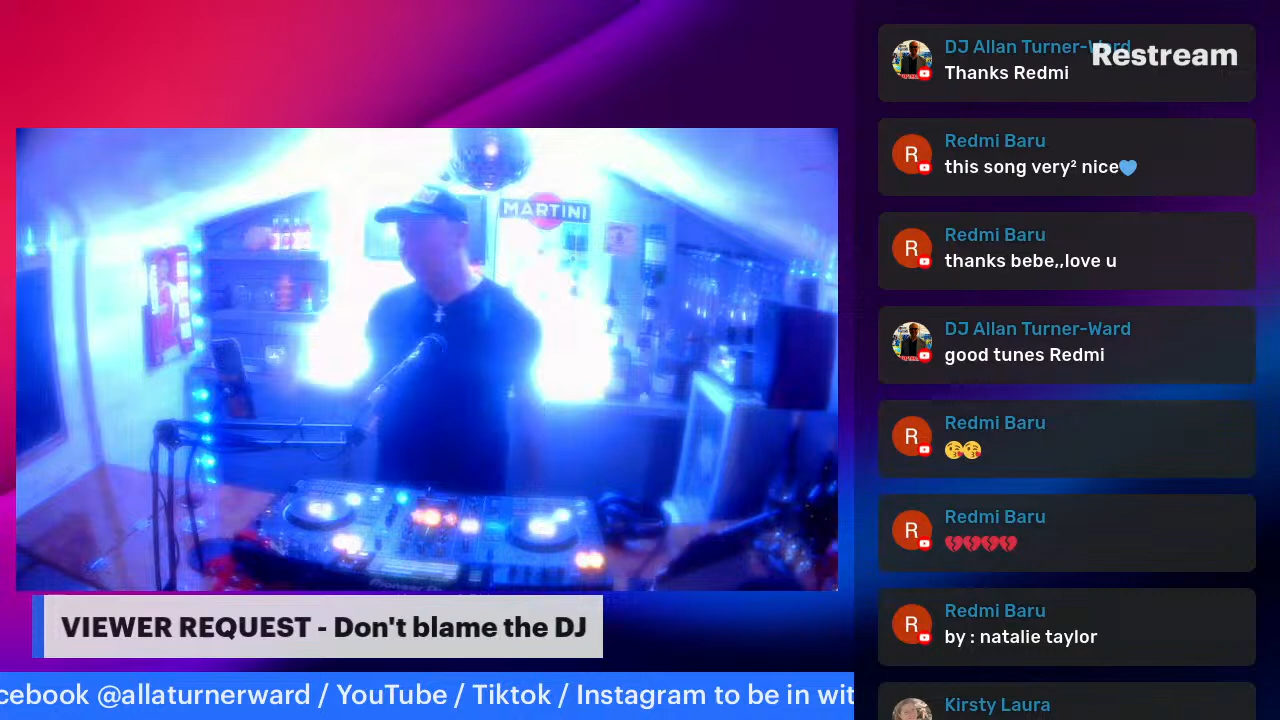 DJ Allan Turner-Ward
Restream
Thanks Redmi
R
Redmi Baru
this song very² nice💙
R
Redmi Baru
thanks bebe,,love u
DJ Allan Turner-Ward
good tunes Redmi
R
Redmi Baru
😘😘
R
Redmi Baru
💔💔💔💔
R
Redmi Baru
by : natalie taylor
Kirsty Laura
MARTINI
Pioneer DJ
VIEWER REQUEST - Don't blame the DJ
cebook @allaturnerward / YouTube / Tiktok / Instagram to be in wit